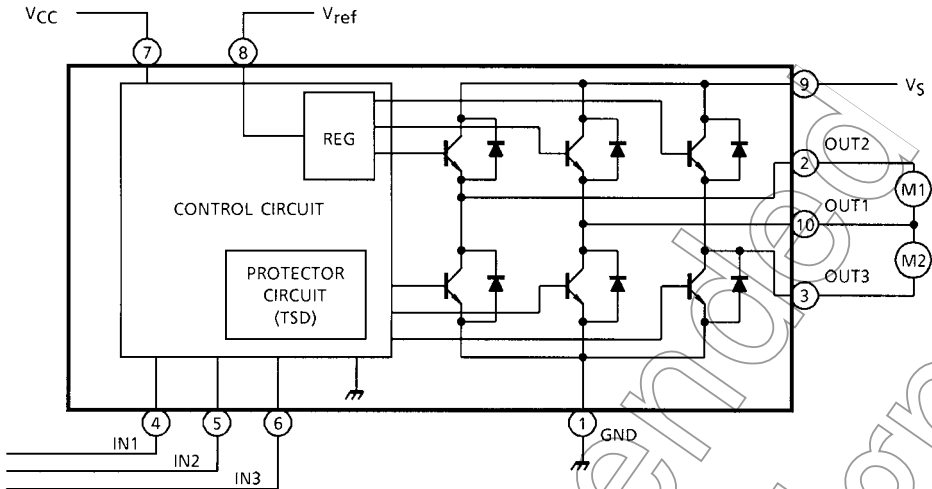 VCC
Vref
7
8
9
VS
REG
OUT2
2
M1
CONTROL CIRCUIT
OUT1
10
M2
PROTECTOR
CIRCUIT
(TSD)
OUT3
3
4
5
6
1
GND
IN1
IN2
IN3